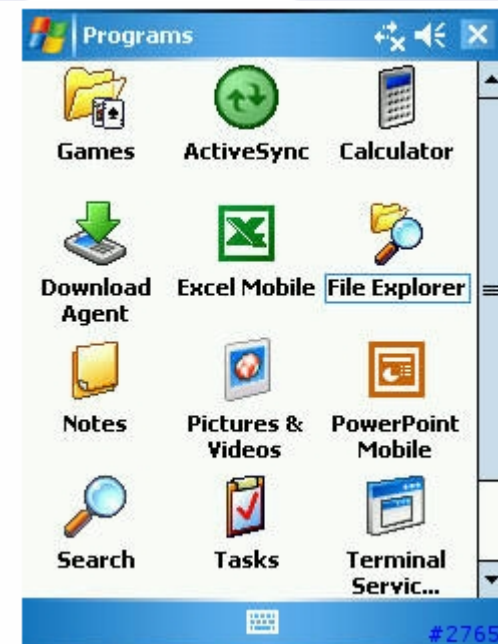 Programs
Games
ActiveSync
Calculator
Download
Agent
Excel Mobile
File Explorer
Notes
Pictures &
Videos
PowerPoint
Mobile
Search
Tasks
Terminal
Servic...
#2765